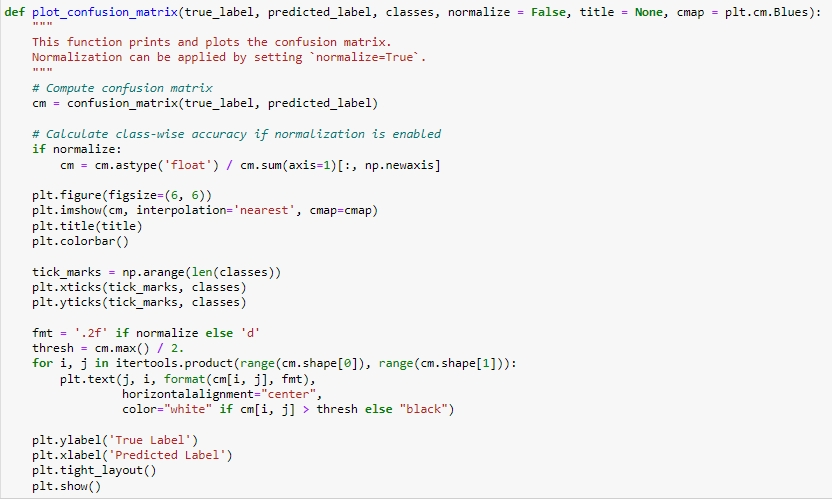 def plot_confusion_matrix(true_label, predicted_label, classes, normalize = False, title = None, cmap = plt.cm.Blues):
    """
    This function prints and plots the confusion matrix.
    Normalization can be applied by setting `normalize=True`.
    """
    # Compute confusion matrix
    cm = confusion_matrix(true_label, predicted_label)

    # Calculate class-wise accuracy if normalization is enabled
    if normalize:
        cm = cm.astype('float') / cm.sum(axis=1)[:, np.newaxis]

    plt.figure(figsize=(6, 6))
    plt.imshow(cm, interpolation='nearest', cmap=cmap)
    plt.title(title)
    plt.colorbar()

    tick_marks = np.arange(len(classes))
    plt.xticks(tick_marks, classes)
    plt.yticks(tick_marks, classes)

    fmt = '.2f' if normalize else 'd'
    thresh = cm.max() / 2.
    for i, j in itertools.product(range(cm.shape[0]), range(cm.shape[1])):
        plt.text(j, i, format(cm[i, j], fmt),
                 horizontalalignment="center",
                 color="white" if cm[i, j] > thresh else "black")

    plt.ylabel('True Label')
    plt.xlabel('Predicted Label')
    plt.tight_layout()
    plt.show()